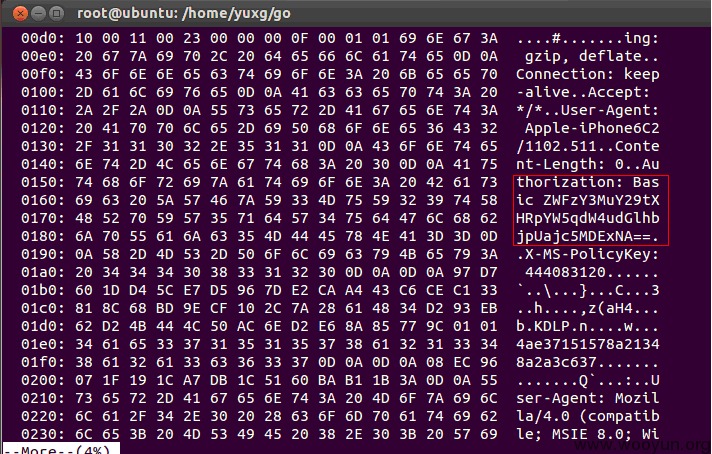 root@ubuntu: /home/yuxg/go
00d0: 10 00 11 00 23 00 00 00 0F 00 01 01 69 6E 67 3A ....#.......ing:
00e0: 20 67 7A 69 70 2C 20 64 65 66 6C 61 74 65 0D 0A gzip, deflate..
00f0: 43 6F 6E 6E 65 63 74 69 6F 6E 3A 20 6B 65 65 70 Connection: keep
0100: 2D 61 6C 69 76 65 0D 0A 41 63 63 65 70 74 3A 20 -alive..Accept:
0110: 2A 2F 2A 0D 0A 55 73 65 72 2D 41 67 65 6E 74 3A */*..User-Agent:
0120: 20 41 70 70 6C 65 2D 69 50 68 6F 6E 65 36 43 32 Apple-iPhone6C2
0130: 2F 31 31 30 32 2E 35 31 31 0D 0A 43 6F 6E 74 65 /1102.511..Conte
0140: 6E 74 2D 4C 65 6E 67 74 68 3A 20 30 0D 0A 41 75 nt-Length: 0..Au
0150: 74 68 6F 72 69 7A 61 74 69 6F 6E 3A 20 42 61 73 thorization: Bas
0160: 69 63 20 5A 57 46 7A 59 33 4D 75 59 32 39 74 58 ic ZWFzY3MuY29tX
0170: 48 52 70 59 57 35 71 64 57 34 75 64 47 6C 68 62 HRpYW5qdW4udGlhb
0180: 6A 70 55 61 6A 63 35 4D 44 45 78 4E 41 3D 3D 0D jpUajc5MDExNA==.
0190: 0A 58 2D 4D 53 2D 50 6F 6C 69 63 79 4B 65 79 3A .X-MS-PolicyKey:
01a0: 20 34 34 34 30 38 33 31 32 30 0D 0A 0D 0A 97 D7 444083120......
01b0: 60 1D D4 5C E7 D5 96 7D E2 CA A4 43 C6 CE C1 33 `..\...}...C...3
01c0: 81 8C 68 BD 9E CF 10 2C 7A 28 61 48 34 D2 93 EB ..h....,z(aH4...
01d0: 62 D2 4B 44 4C 50 AC 6E D2 E6 8A 85 77 9C 01 01 b.KDLP.n....w...
01e0: 34 61 65 33 37 31 35 31 35 37 38 61 32 31 33 34 4ae37151578a2134
01f0: 38 61 32 61 33 63 36 33 37 0D 0A 0D 0A 08 EC 96 8a2a3c637.......
0200: 07 1F 19 1C A7 DB 1C 51 60 BA B1 1B 3A 0D 0A 55 .......Q`...:..U
0210: 73 65 72 2D 41 67 65 6E 74 3A 20 4D 6F 7A 69 6C ser-Agent: Mozil
0220: 6C 61 2F 34 2E 30 20 28 63 6F 6D 70 61 74 69 62 la/4.0 (compatib
0230: 6C 65 3B 20 4D 53 49 45 20 38 2E 30 3B 20 57 69 le; MSIE 8.0; Wi
--More--(4%)